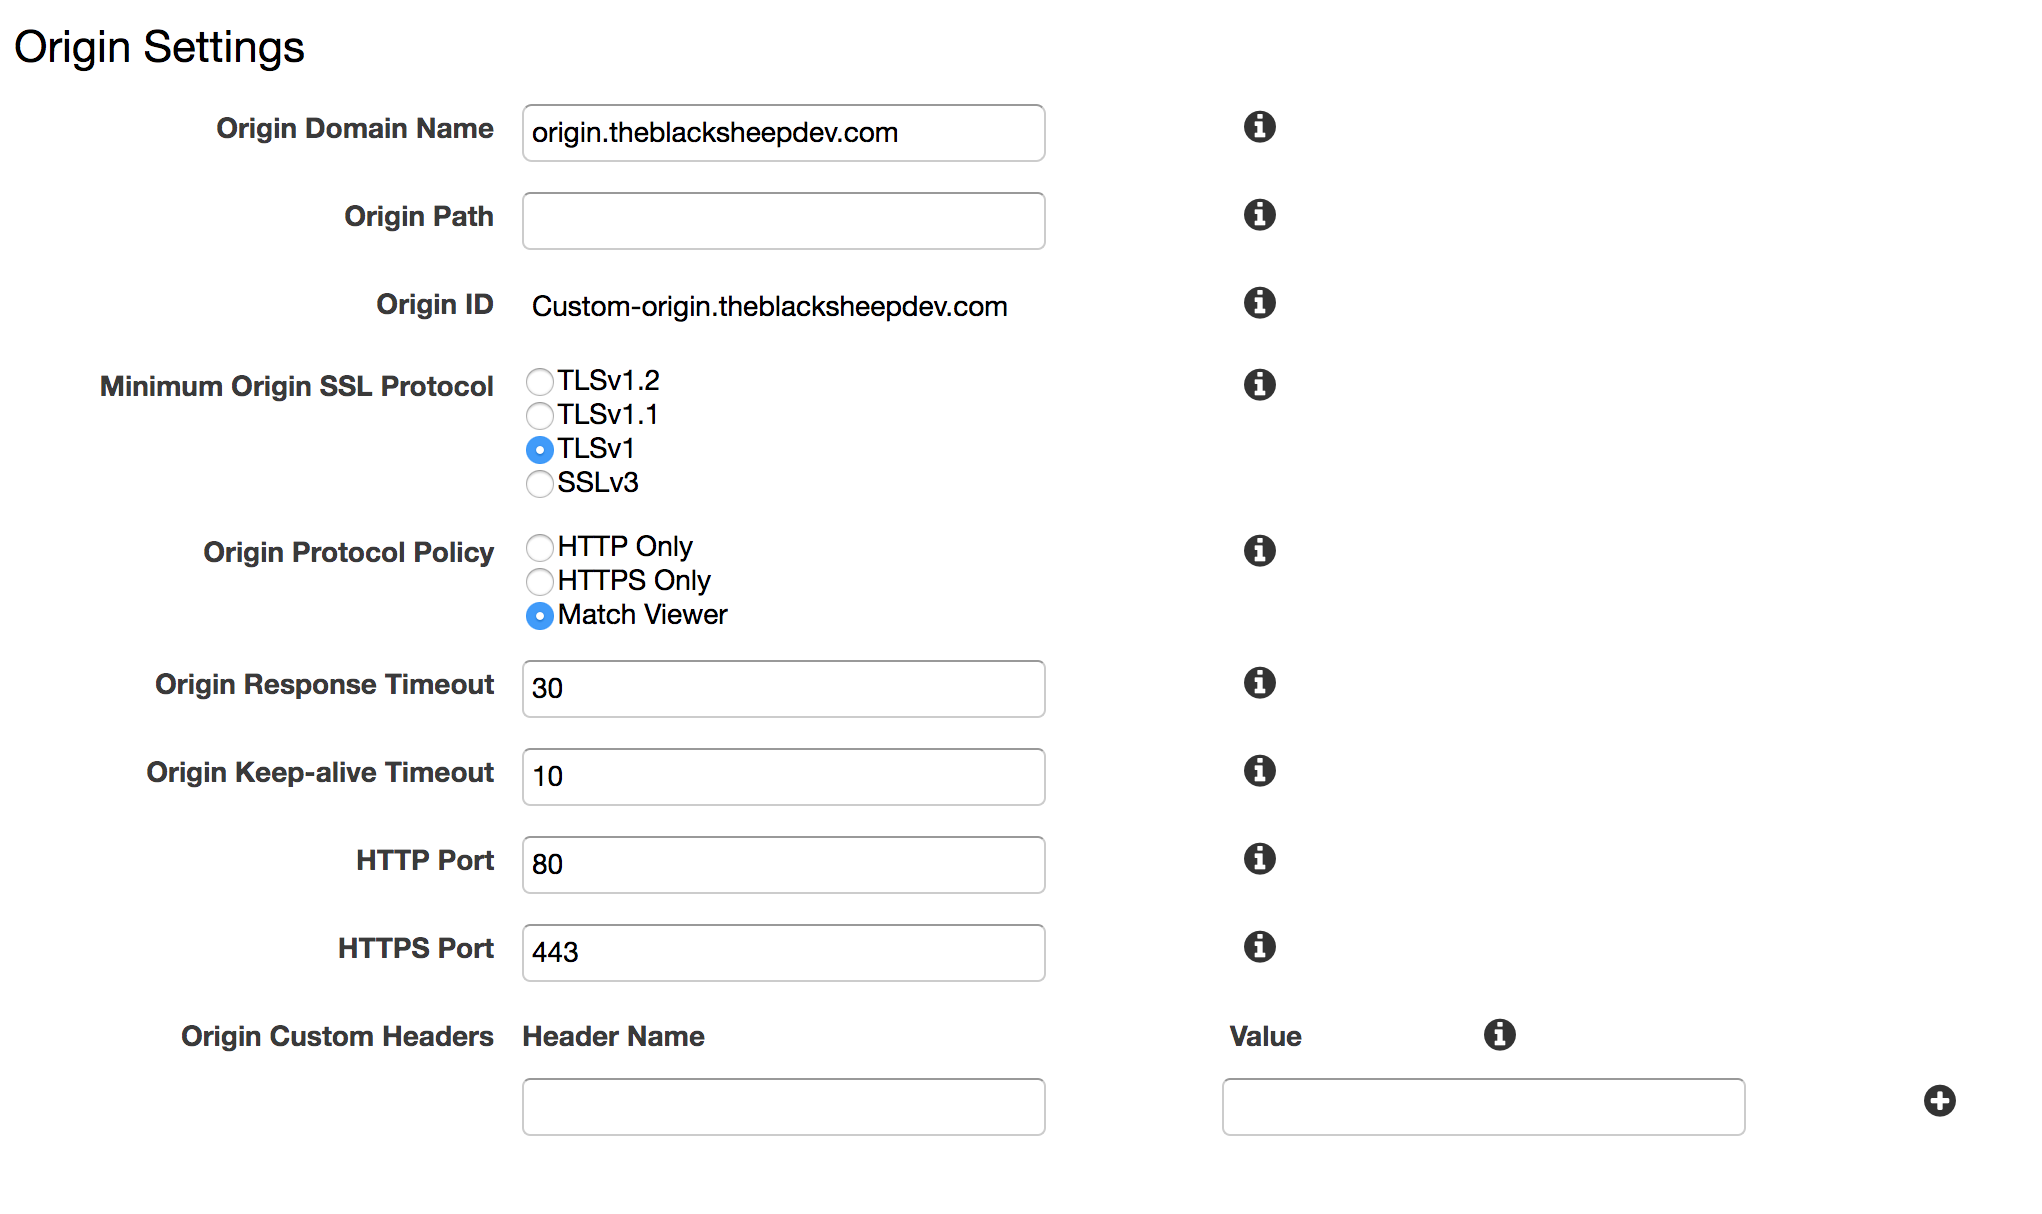 Origin Settings
Origin Domain Name origin.theblacksheepdev.com
Origin Path
Origin ID Custom-origin.theblacksheepdev.com
Minimum Origin SSL Protocol TLSv1.2
TLSv1.1
TLSv1
SSLv3
Origin Protocol Policy HTTP Only
HTTPS Only
Match Viewer
Origin Response Timeout 30
Origin Keep-alive Timeout 10
HTTP Port 80
HTTPS Port 443
Origin Custom Headers Header Name Value